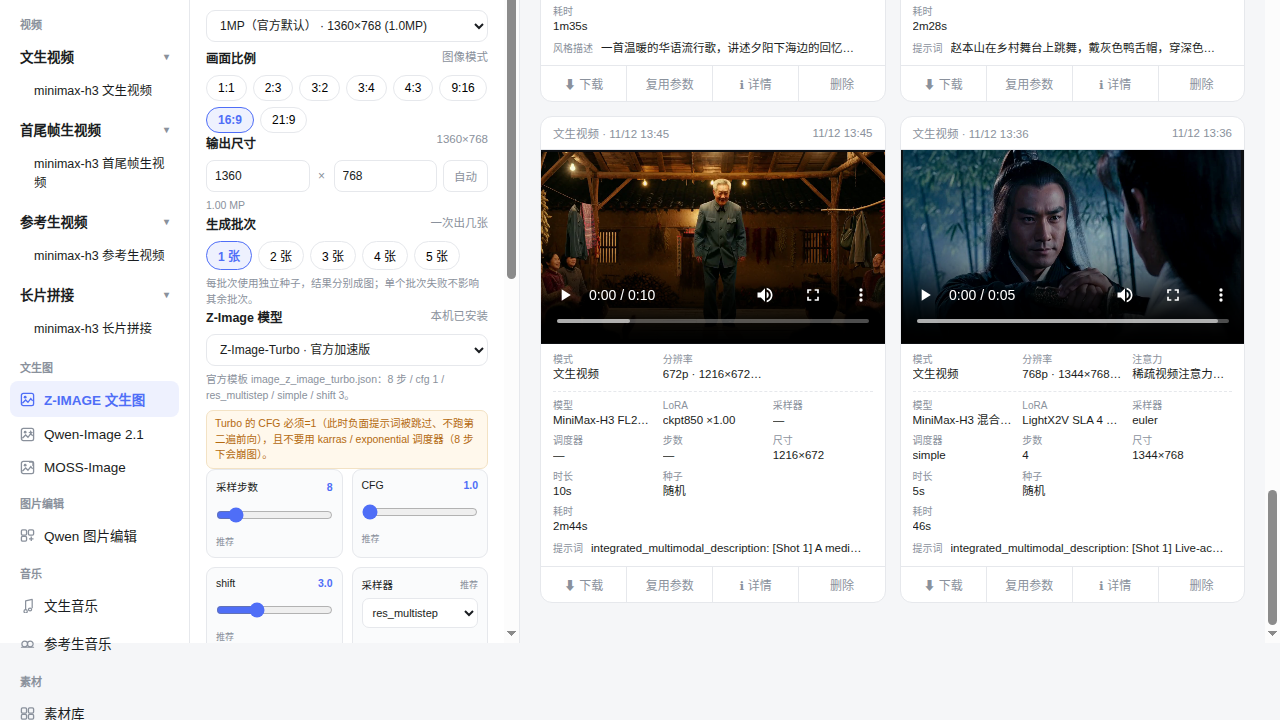 视频
文生视频
minimax-h3 文生视频
首尾帧生视频
minimax-h3 首尾帧生视
频
参考生视频
minimax-h3 参考生视频
长片拼接
minimax-h3 长片拼接
文生图
Z-IMAGE 文生图
Qwen-Image 2.1
MOSS-Image
图片编辑
Qwen 图片编辑
音乐
文生音乐
参考生音乐
素材
素材库
1MP（官方默认） · 1360×768 (1.0MP)
画面比例 图像模式
1:1 2:3 3:2 3:4 4:3 9:16
16:9 21:9
输出尺寸 1360×768
1360 × 768 自动
1.00 MP
生成批次 一次出几张
1 张 2 张 3 张 4 张 5 张
每批次使用独立种子，结果分别成图；单个批次失败不影响
其余批次。
Z-Image 模型 本机已安装
Z-Image-Turbo · 官方加速版
官方模板 image_z_image_turbo.json：8 步 / cfg 1 /
res_multistep / simple / shift 3。
Turbo 的 CFG 必须=1（此时负面提示词被跳过、不跑第
二遍前向），且不要用 karras / exponential 调度器（8 步
下会崩图）。
采样步数 8 CFG 1.0
推荐 推荐
shift 3.0 采样器 推荐
res_multistep
推荐
耗时
1m35s
风格描述 一首温暖的华语流行歌，讲述夕阳下海边的回忆…
下载 复用参数 详情 删除
耗时
2m28s
提示词 赵本山在乡村舞台上跳舞，戴灰色鸭舌帽，穿深色…
下载 复用参数 详情 删除
文生视频 · 11/12 13:45 11/12 13:45
0:00 / 0:10
模式 分辨率
文生视频 672p · 1216×672…
模型 LoRA 采样器
MiniMax-H3 FL2… ckpt850 ×1.00 —
调度器 步数 尺寸
— — 1216×672
时长 种子
10s 随机
耗时
2m44s
提示词 integrated_multimodal_description: [Shot 1] A medi…
下载 复用参数 详情 删除
文生视频 · 11/12 13:36 11/12 13:36
0:00 / 0:05
模式 分辨率 注意力
文生视频 768p · 1344×768… 稀疏视频注意力…
模型 LoRA 采样器
MiniMax-H3 混合… LightX2V SLA 4 … euler
调度器 步数 尺寸
simple 4 1344×768
时长 种子
5s 随机
耗时
46s
提示词 integrated_multimodal_description: [Shot 1] Live-ac…
下载 复用参数 详情 删除